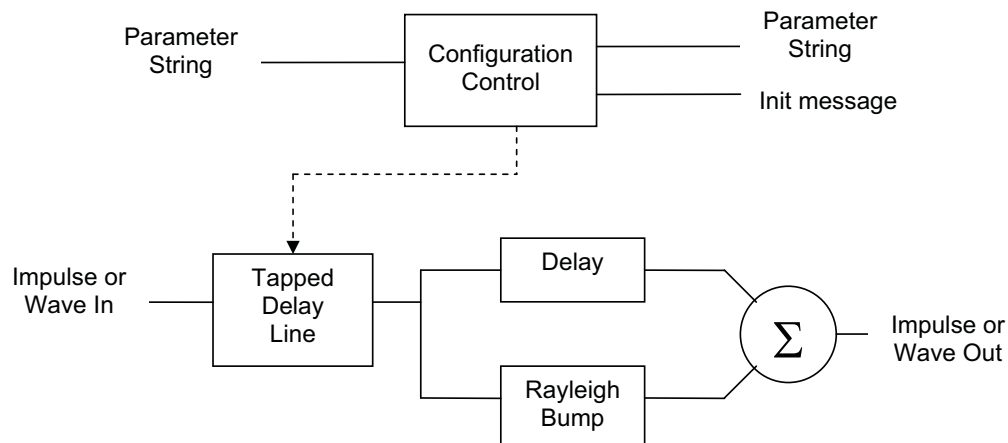 Parameter
String
Configuration
Control
Parameter
String
Init message
Impulse or
Wave In
Tapped
Delay
Line
Delay
Rayleigh
Bump
Σ
Impulse or
Wave Out